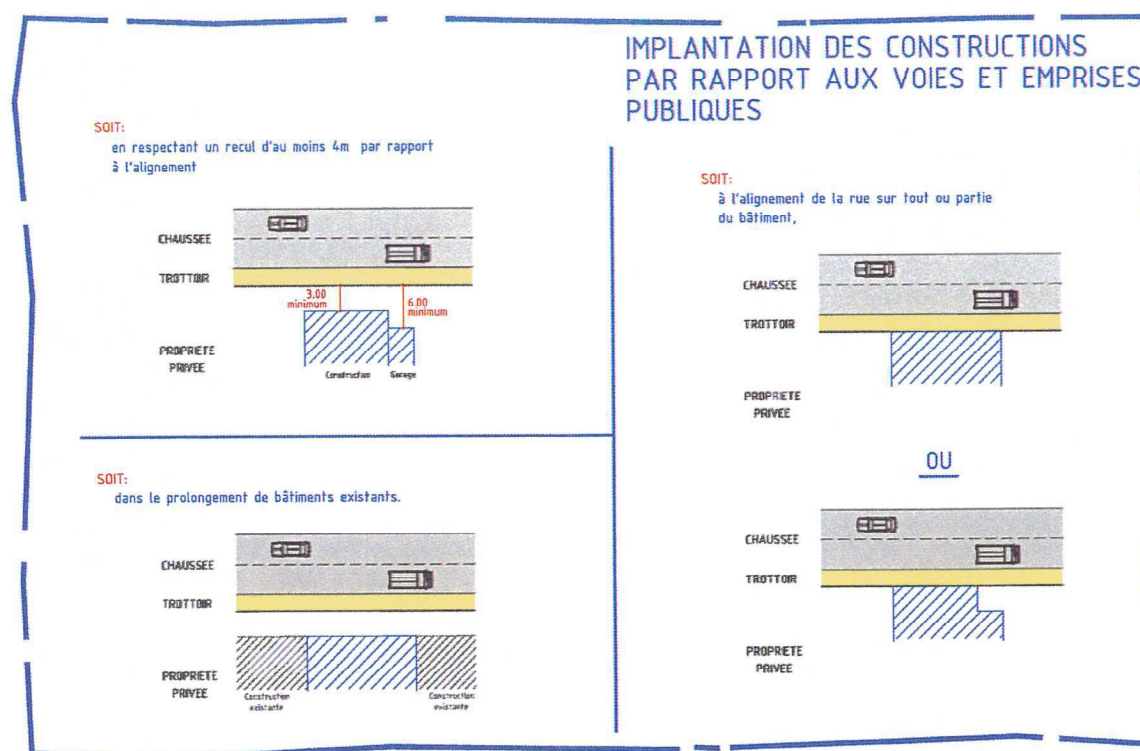 IMPLANTATION DES CONSTRUCTIONS
PAR RAPPORT AUX VOIES ET EMPRISES
PUBLIQUES
SOIT:
en respectant un recul d'au moins 4m par rapport
à l'alignement
CHAUSSEE
TROTTOIR
3.00
minimum
6.00
minimum
PROPRIETE
PRIVEE
Construction
Garage
SOIT:
dans le prolongement de bâtiments existants.
CHAUSSEE
TROTTOIR
PROPRIETE
PRIVEE
Construction
existante
Construction
existante
SOIT:
à l'alignement de la rue sur tout ou partie
du bâtiment,
CHAUSSEE
TROTTOIR
PROPRIETE
PRIVEE
OU
CHAUSSEE
TROTTOIR
PROPRIETE
PRIVEE